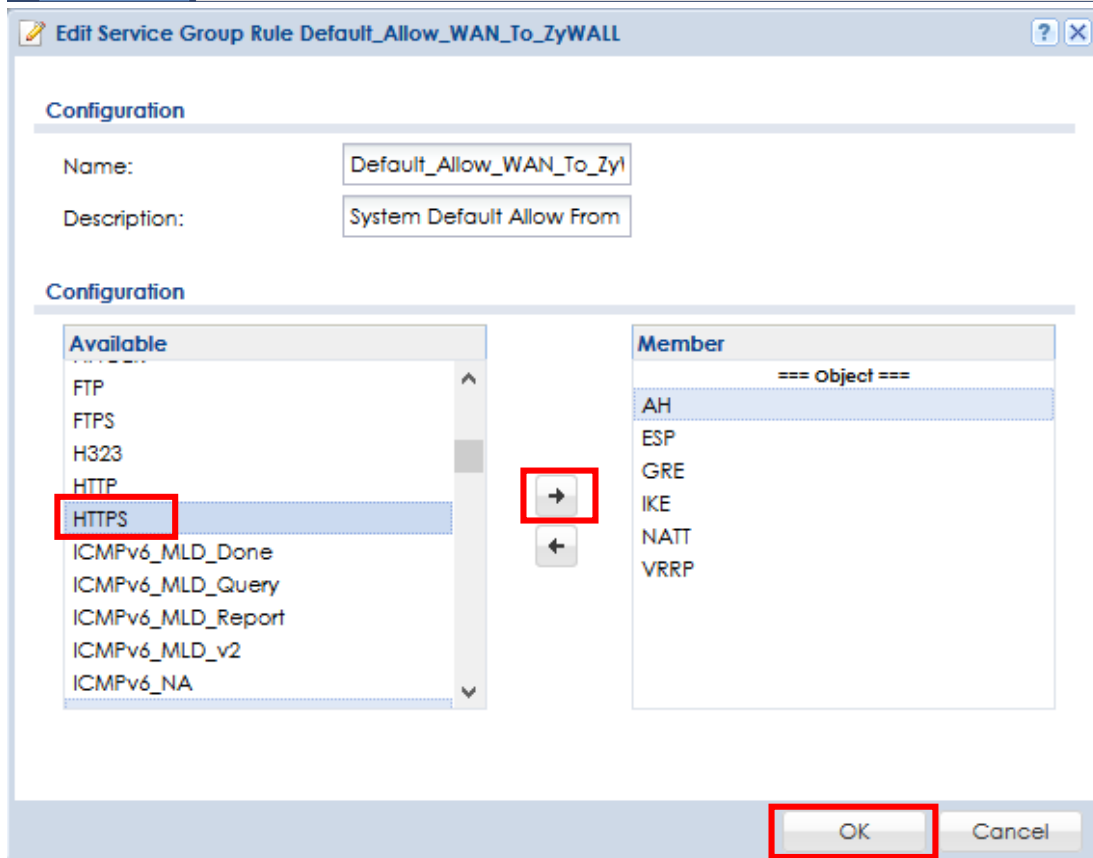 Edit Service Group Rule Default_Allow_WAN_To_ZyWALL
?
Configuration
Name:
Default_Allow_WAN_To_Zy
Description:
System Default Allow From
Configuration
Available
FTP
FTPS
H323
HTTP
HTTPS
ICMPv6_MLD_Done
ICMPv6_MLD_Query
ICMPv6_MLD_Report
ICMPv6_MLD_v2
ICMPv6_NA
Member
=== Object ===
AH
ESP
GRE
IKE
NATT
VRRP
OK
Cancel